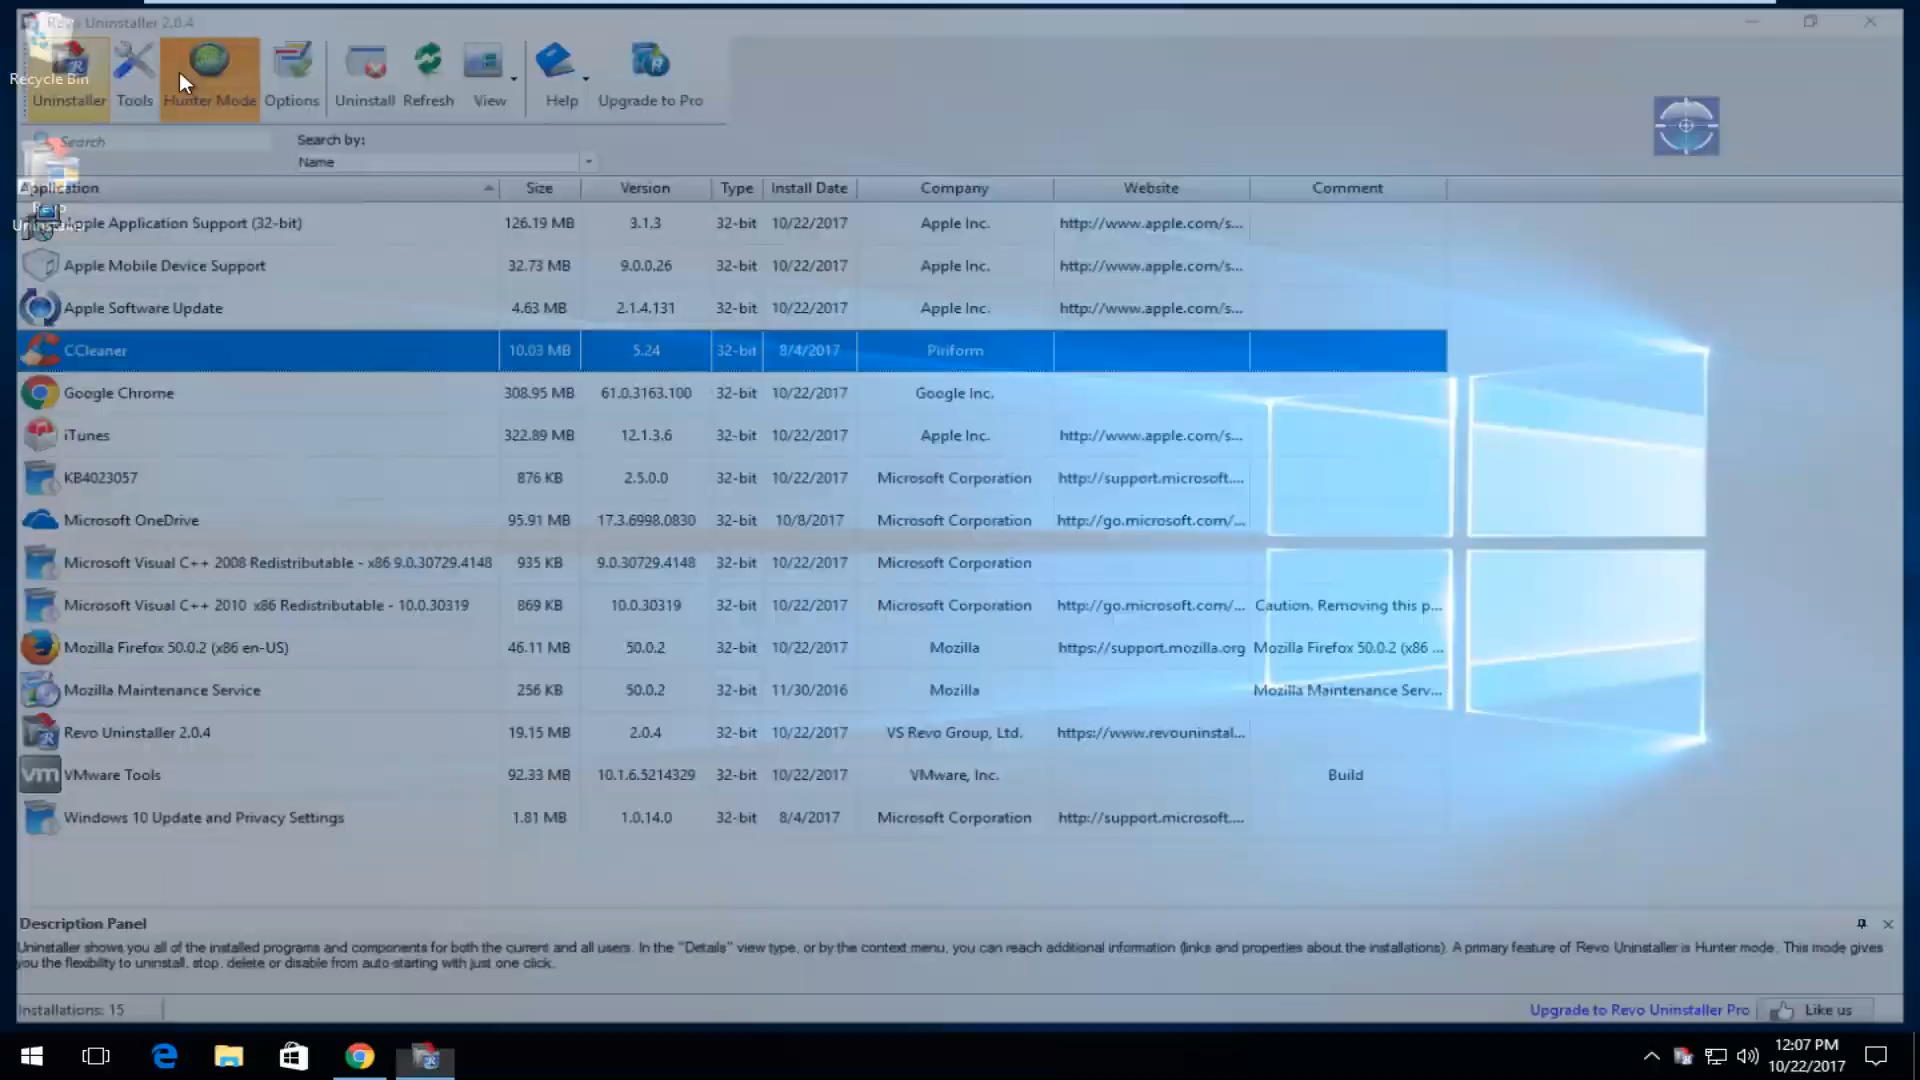 Revo Uninstaller 2.0.4
Recycle Bin
Uninstaller Tools Hunter Mode Options Uninstall Refresh View Help Upgrade to Pro
Search
Search by:
Name
Revo
Uninstaller
Application Size Version Type Install Date Company Website Comment
Apple Application Support (32-bit) 126.19 MB 3.1.3 32-bit 10/22/2017 Apple Inc. http://www.apple.com/s...
Apple Mobile Device Support 32.73 MB 9.0.0.26 32-bit 10/22/2017 Apple Inc. http://www.apple.com/s...
Apple Software Update 4.63 MB 2.1.4.131 32-bit 10/22/2017 Apple Inc. http://www.apple.com/s...
CCleaner 10.03 MB 5.24 32-bit 8/4/2017 Piriform
Google Chrome 308.95 MB 61.0.3163.100 32-bit 10/22/2017 Google Inc.
iTunes 322.89 MB 12.1.3.6 32-bit 10/22/2017 Apple Inc. http://www.apple.com/s...
KB4023057 876 KB 2.5.0.0 32-bit 10/22/2017 Microsoft Corporation http://support.microsoft....
Microsoft OneDrive 95.91 MB 17.3.6998.0830 32-bit 10/8/2017 Microsoft Corporation http://go.microsoft.com/...
Microsoft Visual C++ 2008 Redistributable - x86 9.0.30729.4148 935 KB 9.0.30729.4148 32-bit 10/22/2017 Microsoft Corporation
Microsoft Visual C++ 2010 x86 Redistributable - 10.0.30319 869 KB 10.0.30319 32-bit 10/22/2017 Microsoft Corporation http://go.microsoft.com/... Caution. Removing this p...
Mozilla Firefox 50.0.2 (x86 en-US) 46.11 MB 50.0.2 32-bit 10/22/2017 Mozilla https://support.mozilla.org Mozilla Firefox 50.0.2 (x86 ...
Mozilla Maintenance Service 256 KB 50.0.2 32-bit 11/30/2016 Mozilla Mozilla Maintenance Serv...
Revo Uninstaller 2.0.4 19.15 MB 2.0.4 32-bit 10/22/2017 VS Revo Group, Ltd. https://www.revouninstal...
vm VMware Tools 92.33 MB 10.1.6.5214329 32-bit 10/22/2017 VMware, Inc. Build
Windows 10 Update and Privacy Settings 1.81 MB 1.0.14.0 32-bit 8/4/2017 Microsoft Corporation http://support.microsoft....
Description Panel
Uninstaller shows you all of the installed programs and components for both the current and all users. In the "Details" view type, or by the context menu, you can reach additional information (links and properties about the installations). A primary feature of Revo Uninstaller is Hunter mode. This mode gives
you the flexibility to uninstall, stop, delete or disable from auto-starting with just one click.
Installations: 15
Upgrade to Revo Uninstaller Pro
Like us
12:07 PM
10/22/2017